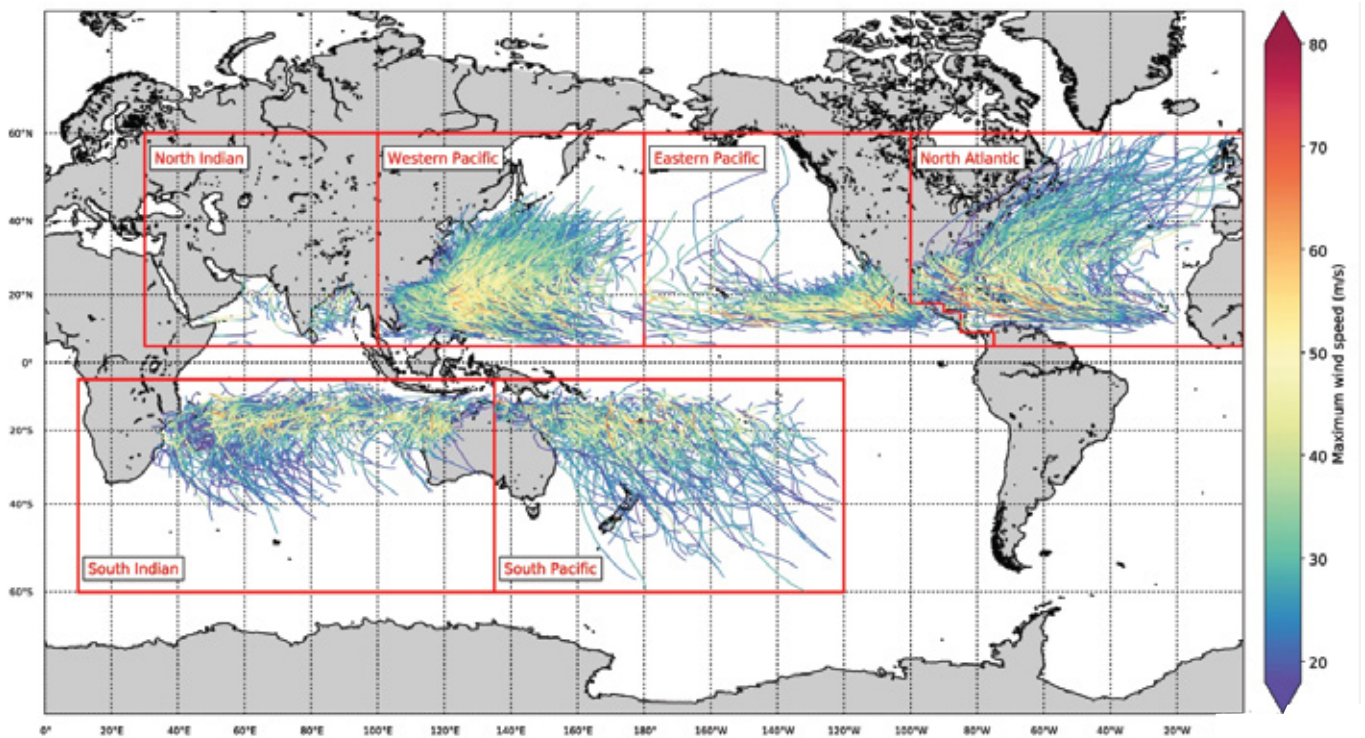 North Indian
Western Pacific
Eastern Pacific
North Atlantic
South Indian
South Pacific
60°N
40°N
20°N
0°
20°S
40°S
60°S
0°
20°E
40°E
60°E
80°E
100°E
120°E
140°E
160°E
180°
160°W
140°W
120°W
100°W
80°W
60°W
40°W
20°W
80
70
60
50
40
30
20
Maximum wind speed (m/s)